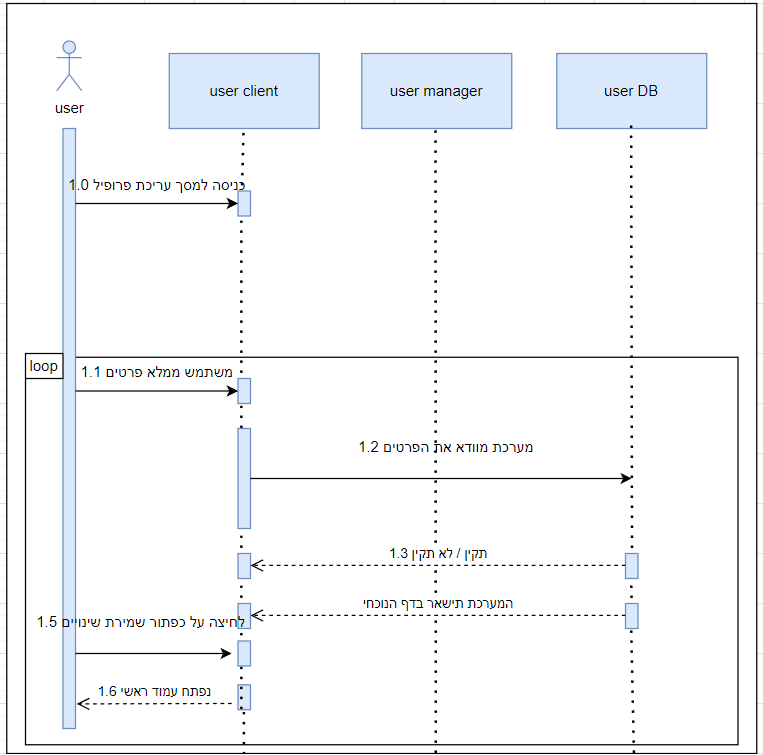 user
user client
user manager
user DB
כניסה למסך עריכת פרופיל 1.0
loop
משתמש ממלא פרטים 1.1
מערכת מוודא את הפרטים 1.2
תקין / לא תקין 1.3
המערכת תישאר בדף הנוכחי
לחיצה על כפתור שמירת שינויים 1.5
נפתח עמוד ראשי 1.6